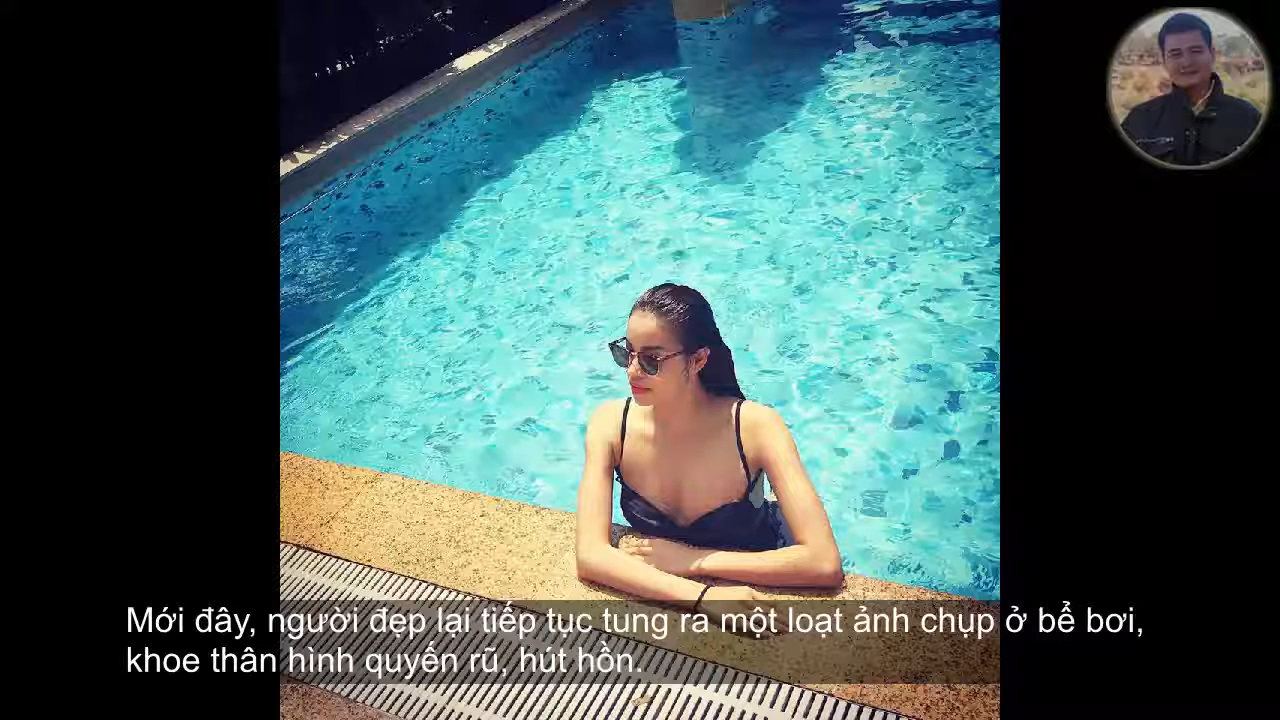 Mới đây, người đẹp lại tiếp tục tung ra một loạt ảnh chụp ở bể bơi,
khoe thân hình quyến rũ, hút hồn.